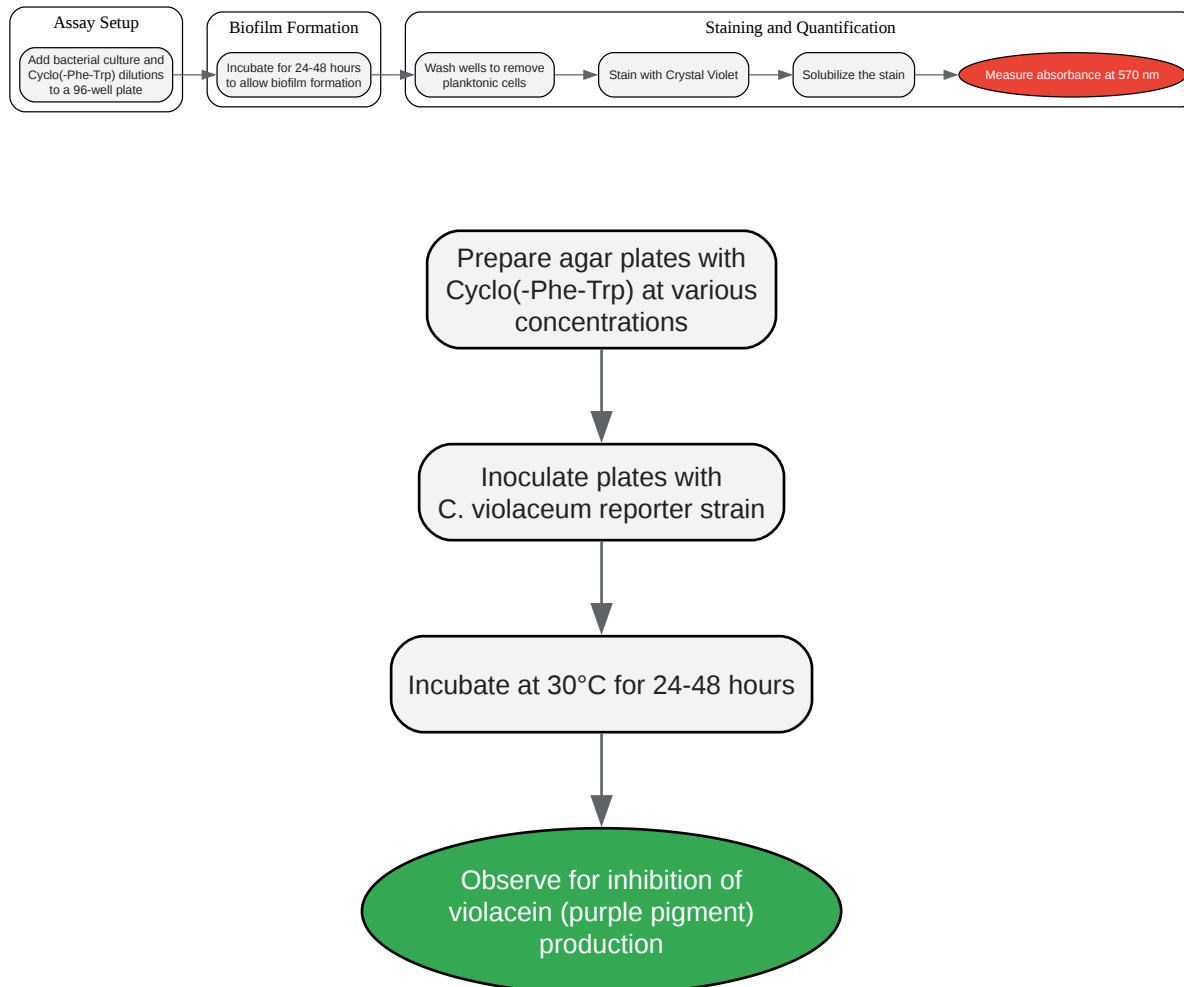 Assay Setup
Add bacterial culture and
Cyclo(-Phe-Trp) dilutions
to a 96-well plate
Biofilm Formation
Incubate for 24-48 hours
to allow biofilm formation
Staining and Quantification
Wash wells to remove
planktonic cells
Stain with Crystal Violet
Solubilize the stain
Measure absorbance at 570 nm
Prepare agar plates with
Cyclo(-Phe-Trp) at various
concentrations
Inoculate plates with
C. violaceum reporter strain
Incubate at 30°C for 24-48 hours
Observe for inhibition of
violacein (purple pigment)
production